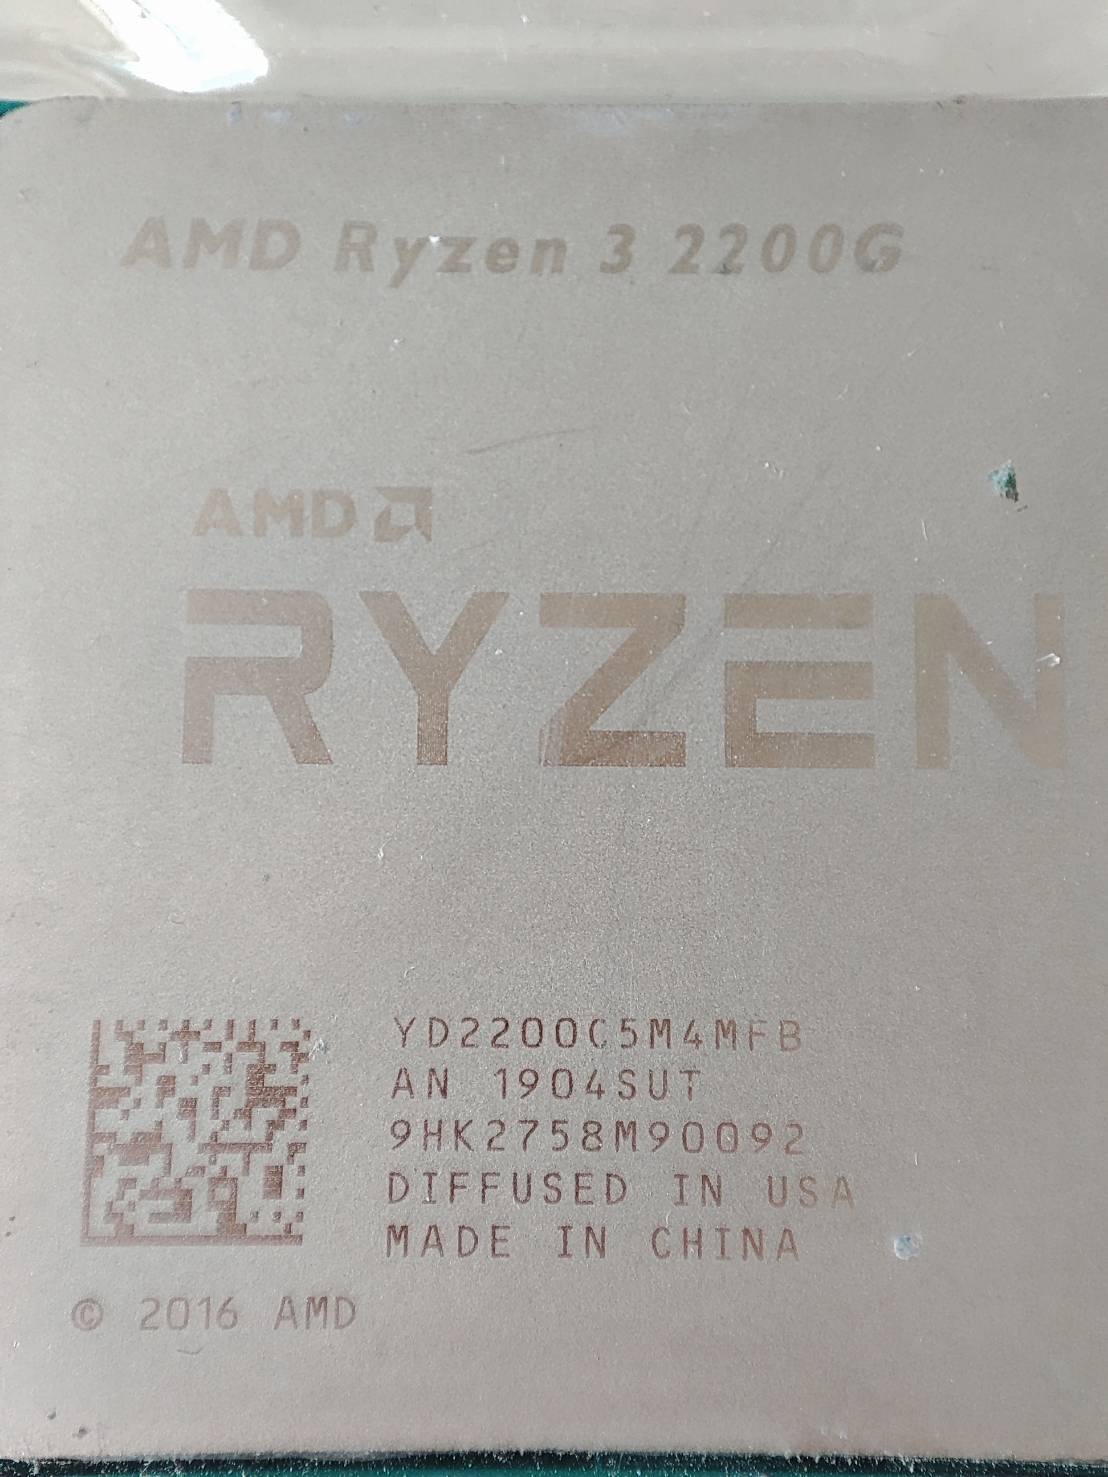 AMD Ryzen 3 2200G
AMD
RYZEN
YD2200C5M4MFB
AN 1904SUT
9HK2758M90092
DIFFUSED IN USA
MADE IN CHINA
© 2016 AMD